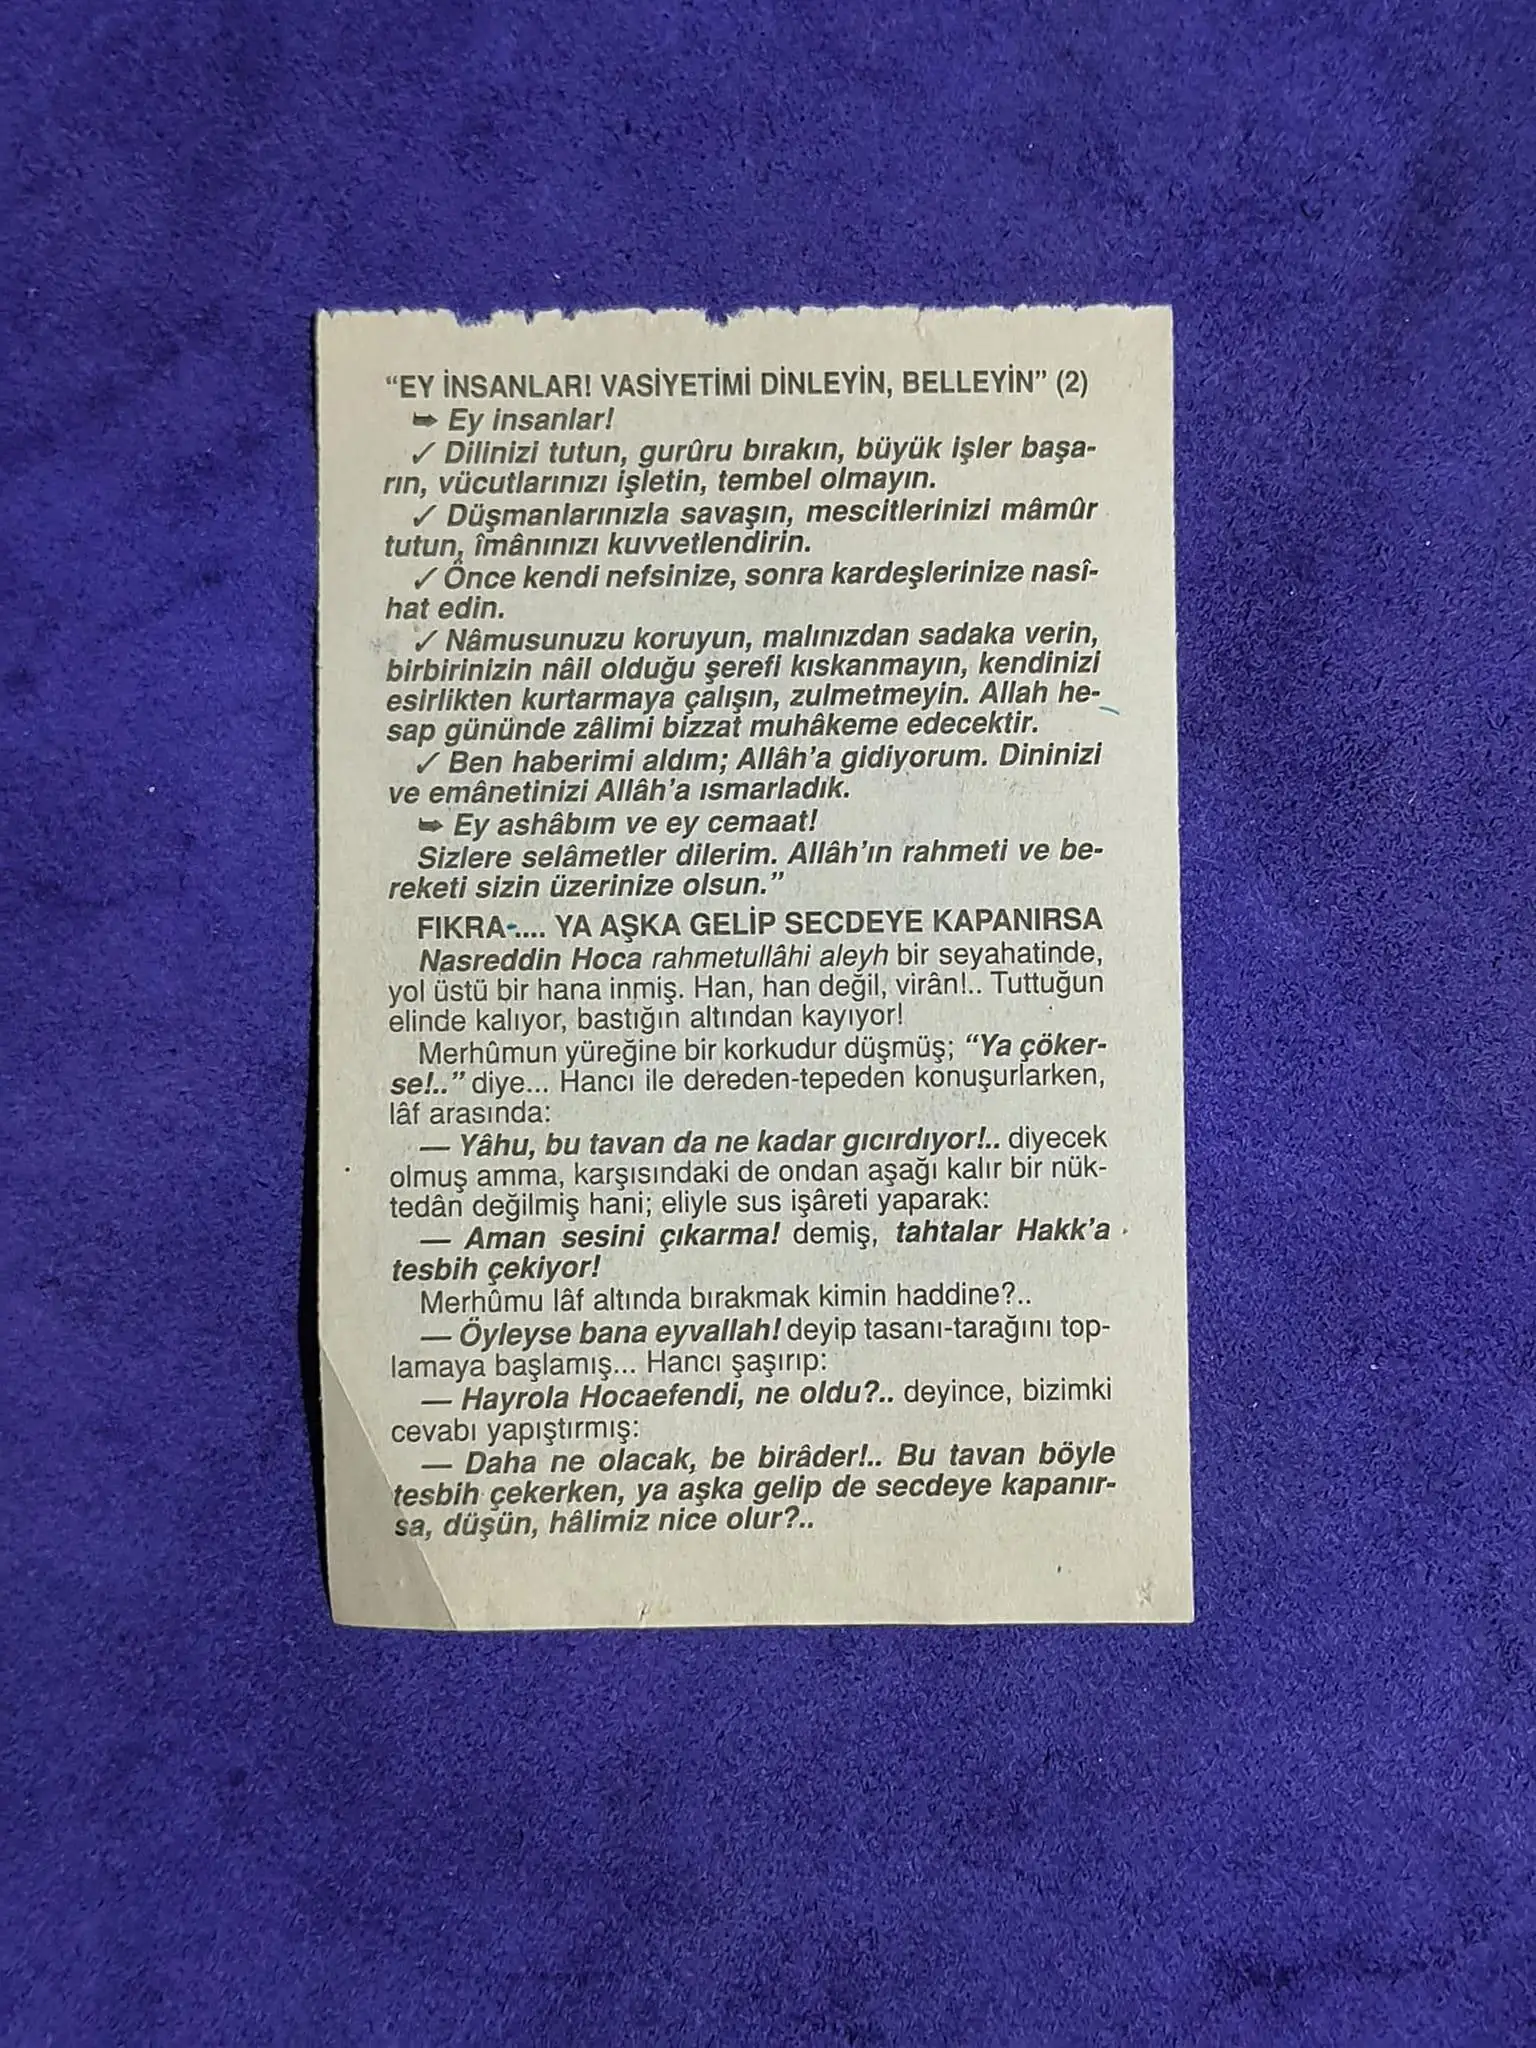 “EY İNSANLAR! VASİYETİMİ DİNLEYİN, BELLEYİN” (2)
➥ Ey insanlar!
✓ Dilinizi tutun, gurûru bırakın, büyük işler başa-
rın, vücutlarınızı işletin, tembel olmayın.
✓ Düşmanlarınızla savaşın, mescitlerinizi mâmûr
tutun, îmânınızı kuvvetlendirin.
✓ Önce kendi nefsinize, sonra kardeşlerinize nasî-
hat edin.
✓ Nâmusunuzu koruyun, malınızdan sadaka verin,
birbirinizin nâil olduğu şerefi kıskanmayın, kendinizi
esirlikten kurtarmaya çalışın, zulmetmeyin. Allah he-
sap gününde zâlimi bizzat muhâkeme edecektir.
✓ Ben haberimi aldım; Allâh’a gidiyorum. Dininizi
ve emânetinizi Allâh’a ısmarladık.
➥ Ey ashâbım ve ey cemaat!
Sizlere selâmetler dilerim. Allâh’ın rahmeti ve be-
reketi sizin üzerinize olsun.”
FIKRA-.... YA AŞKA GELİP SECDEYE KAPANIRSA
Nasreddin Hoca rahmetullâhi aleyh bir seyahatinde,
yol üstü bir hana inmiş. Han, han değil, virân!.. Tuttuğun
elinde kalıyor, bastığın altından kayıyor!
Merhûmun yüreğine bir korkudur düşmüş; “Ya çöker-
se!..” diye... Hancı ile dereden-tepeden konuşurlarken,
lâf arasında:
— Yâhu, bu tavan da ne kadar gıcırdıyor!.. diyecek
olmuş amma, karşısındaki de ondan aşağı kalır bir nük-
tedân değilmiş hani; eliyle sus işâreti yaparak:
— Aman sesini çıkarma! demiş, tahtalar Hakk’a
tesbih çekiyor!
Merhûmu lâf altında bırakmak kimin haddine?..
— Öyleyse bana eyvallah! deyip tasanı-tarağını top-
lamaya başlamış... Hancı şaşırıp:
— Hayrola Hocaefendi, ne oldu?.. deyince, bizimki
cevabı yapıştırmış:
— Daha ne olacak, be birâder!.. Bu tavan böyle
tesbih çekerken, ya aşka gelip de secdeye kapanır-
sa, düşün, hâlimiz nice olur?..